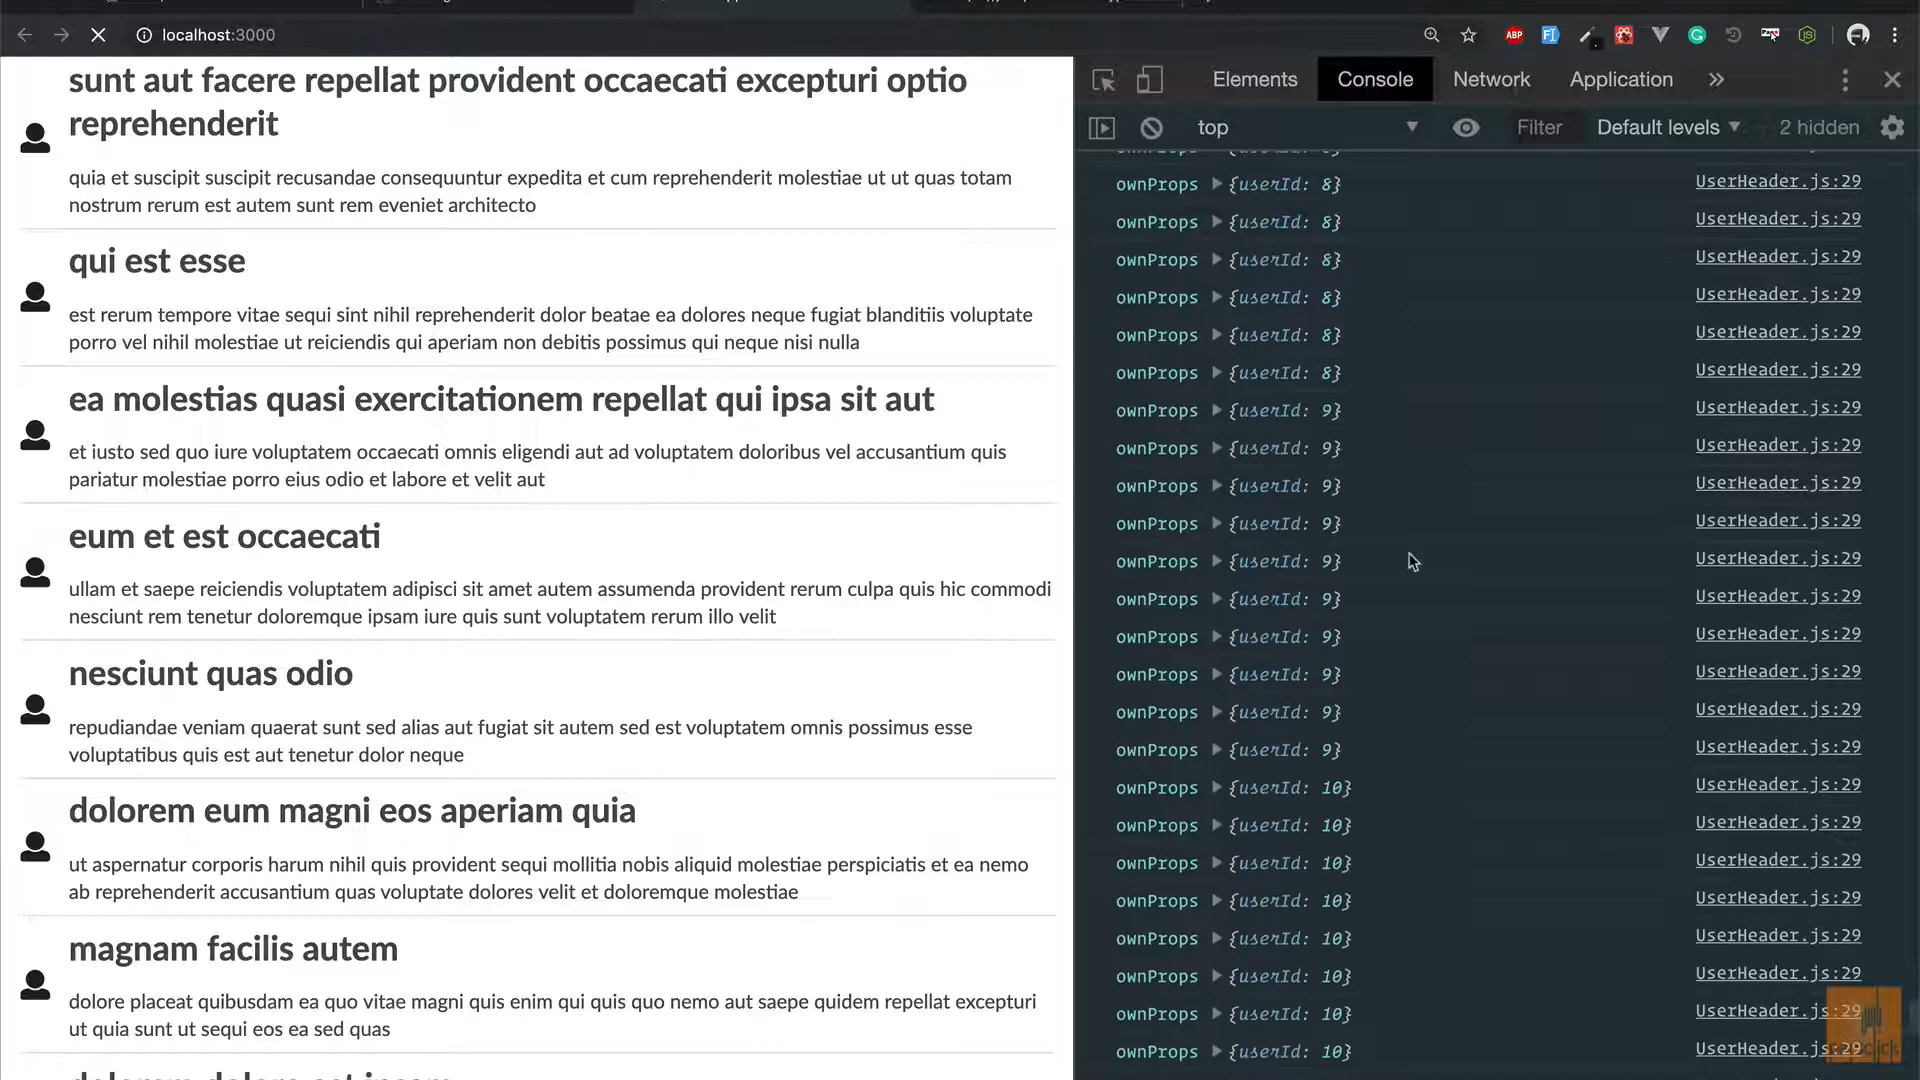 localhost:3000
sunt aut facere repellat provident occaecati excepturi optio
reprehenderit
quia et suscipit suscipit recusandae consequuntur expedita et cum reprehenderit molestiae ut ut quas totam
nostrum rerum est autem sunt rem eveniet architecto
qui est esse
est rerum tempore vitae sequi sint nihil reprehenderit dolor beatae ea dolores neque fugiat blanditiis voluptate
porro vel nihil molestiae ut reiciendis qui aperiam non debitis possimus qui neque nisi nulla
ea molestias quasi exercitationem repellat qui ipsa sit aut
et iusto sed quo iure voluptatem occaecati omnis eligendi aut ad voluptatem doloribus vel accusantium quis
pariatur molestiae porro eius odio et labore et velit aut
eum et est occaecati
ullam et saepe reiciendis voluptatem adipisci sit amet autem assumenda provident rerum culpa quis hic commodi
nesciunt rem tenetur doloremque ipsam iure quis sunt voluptatem rerum illo velit
nesciunt quas odio
repudiandae veniam quaerat sunt sed alias aut fugiat sit autem sed est voluptatem omnis possimus esse
voluptatibus quis est aut tenetur dolor neque
dolorem eum magni eos aperiam quia
ut aspernatur corporis harum nihil quis provident sequi mollitia nobis aliquid molestiae perspiciatis et ea nemo
ab reprehenderit accusantium quas voluptate dolores velit et doloremque molestiae
magnam facilis autem
dolore placeat quibusdam ea quo vitae magni quis enim qui quis quo nemo aut saepe quidem repellat excepturi
ut quia sunt ut sequi eos ea sed quas
ABP
Elements Console Network Application
top Filter Default levels 2 hidden
ownProps {userId: 8} UserHeader.js:29
ownProps {userId: 8} UserHeader.js:29
ownProps {userId: 8} UserHeader.js:29
ownProps {userId: 8} UserHeader.js:29
ownProps {userId: 8} UserHeader.js:29
ownProps {userId: 8} UserHeader.js:29
ownProps {userId: 9} UserHeader.js:29
ownProps {userId: 9} UserHeader.js:29
ownProps {userId: 9} UserHeader.js:29
ownProps {userId: 9} UserHeader.js:29
ownProps {userId: 9} UserHeader.js:29
ownProps {userId: 9} UserHeader.js:29
ownProps {userId: 9} UserHeader.js:29
ownProps {userId: 9} UserHeader.js:29
ownProps {userId: 9} UserHeader.js:29
ownProps {userId: 9} UserHeader.js:29
ownProps {userId: 10} UserHeader.js:29
ownProps {userId: 10} UserHeader.js:29
ownProps {userId: 10} UserHeader.js:29
ownProps {userId: 10} UserHeader.js:29
ownProps {userId: 10} UserHeader.js:29
ownProps {userId: 10} UserHeader.js:29
ownProps {userId: 10} UserHeader.js:29
ownProps {userId: 10} UserHeader.js:29